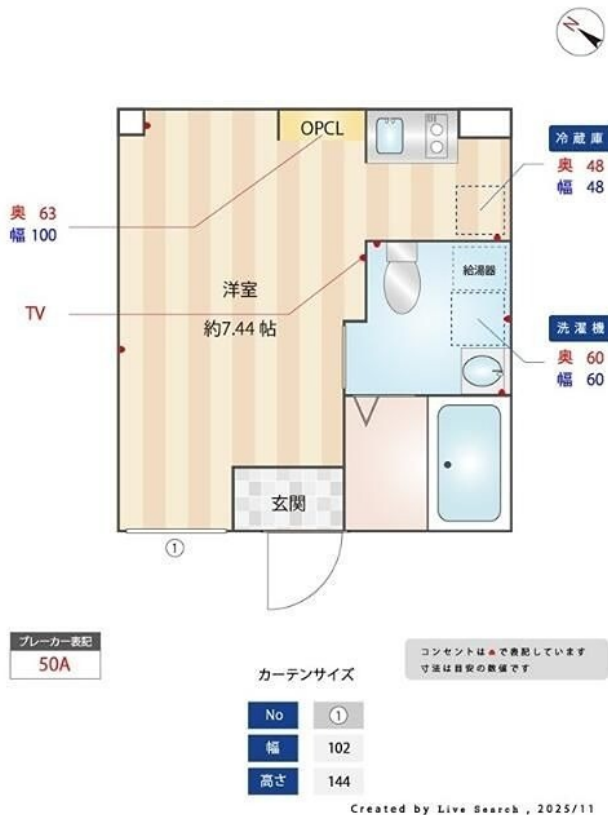 N
OPCL
冷蔵庫
奥 48
幅 48
奥 63
幅 100
給湯器
洋室
約7.44 帖
TV
洗濯機
奥 60
幅 60
玄関
①
ブレーカー表記
50A
コンセントは で表記しています
寸法は目安の数値です
カーテンサイズ
No ①
幅 102
高さ 144
Created by Live Search , 2025/11